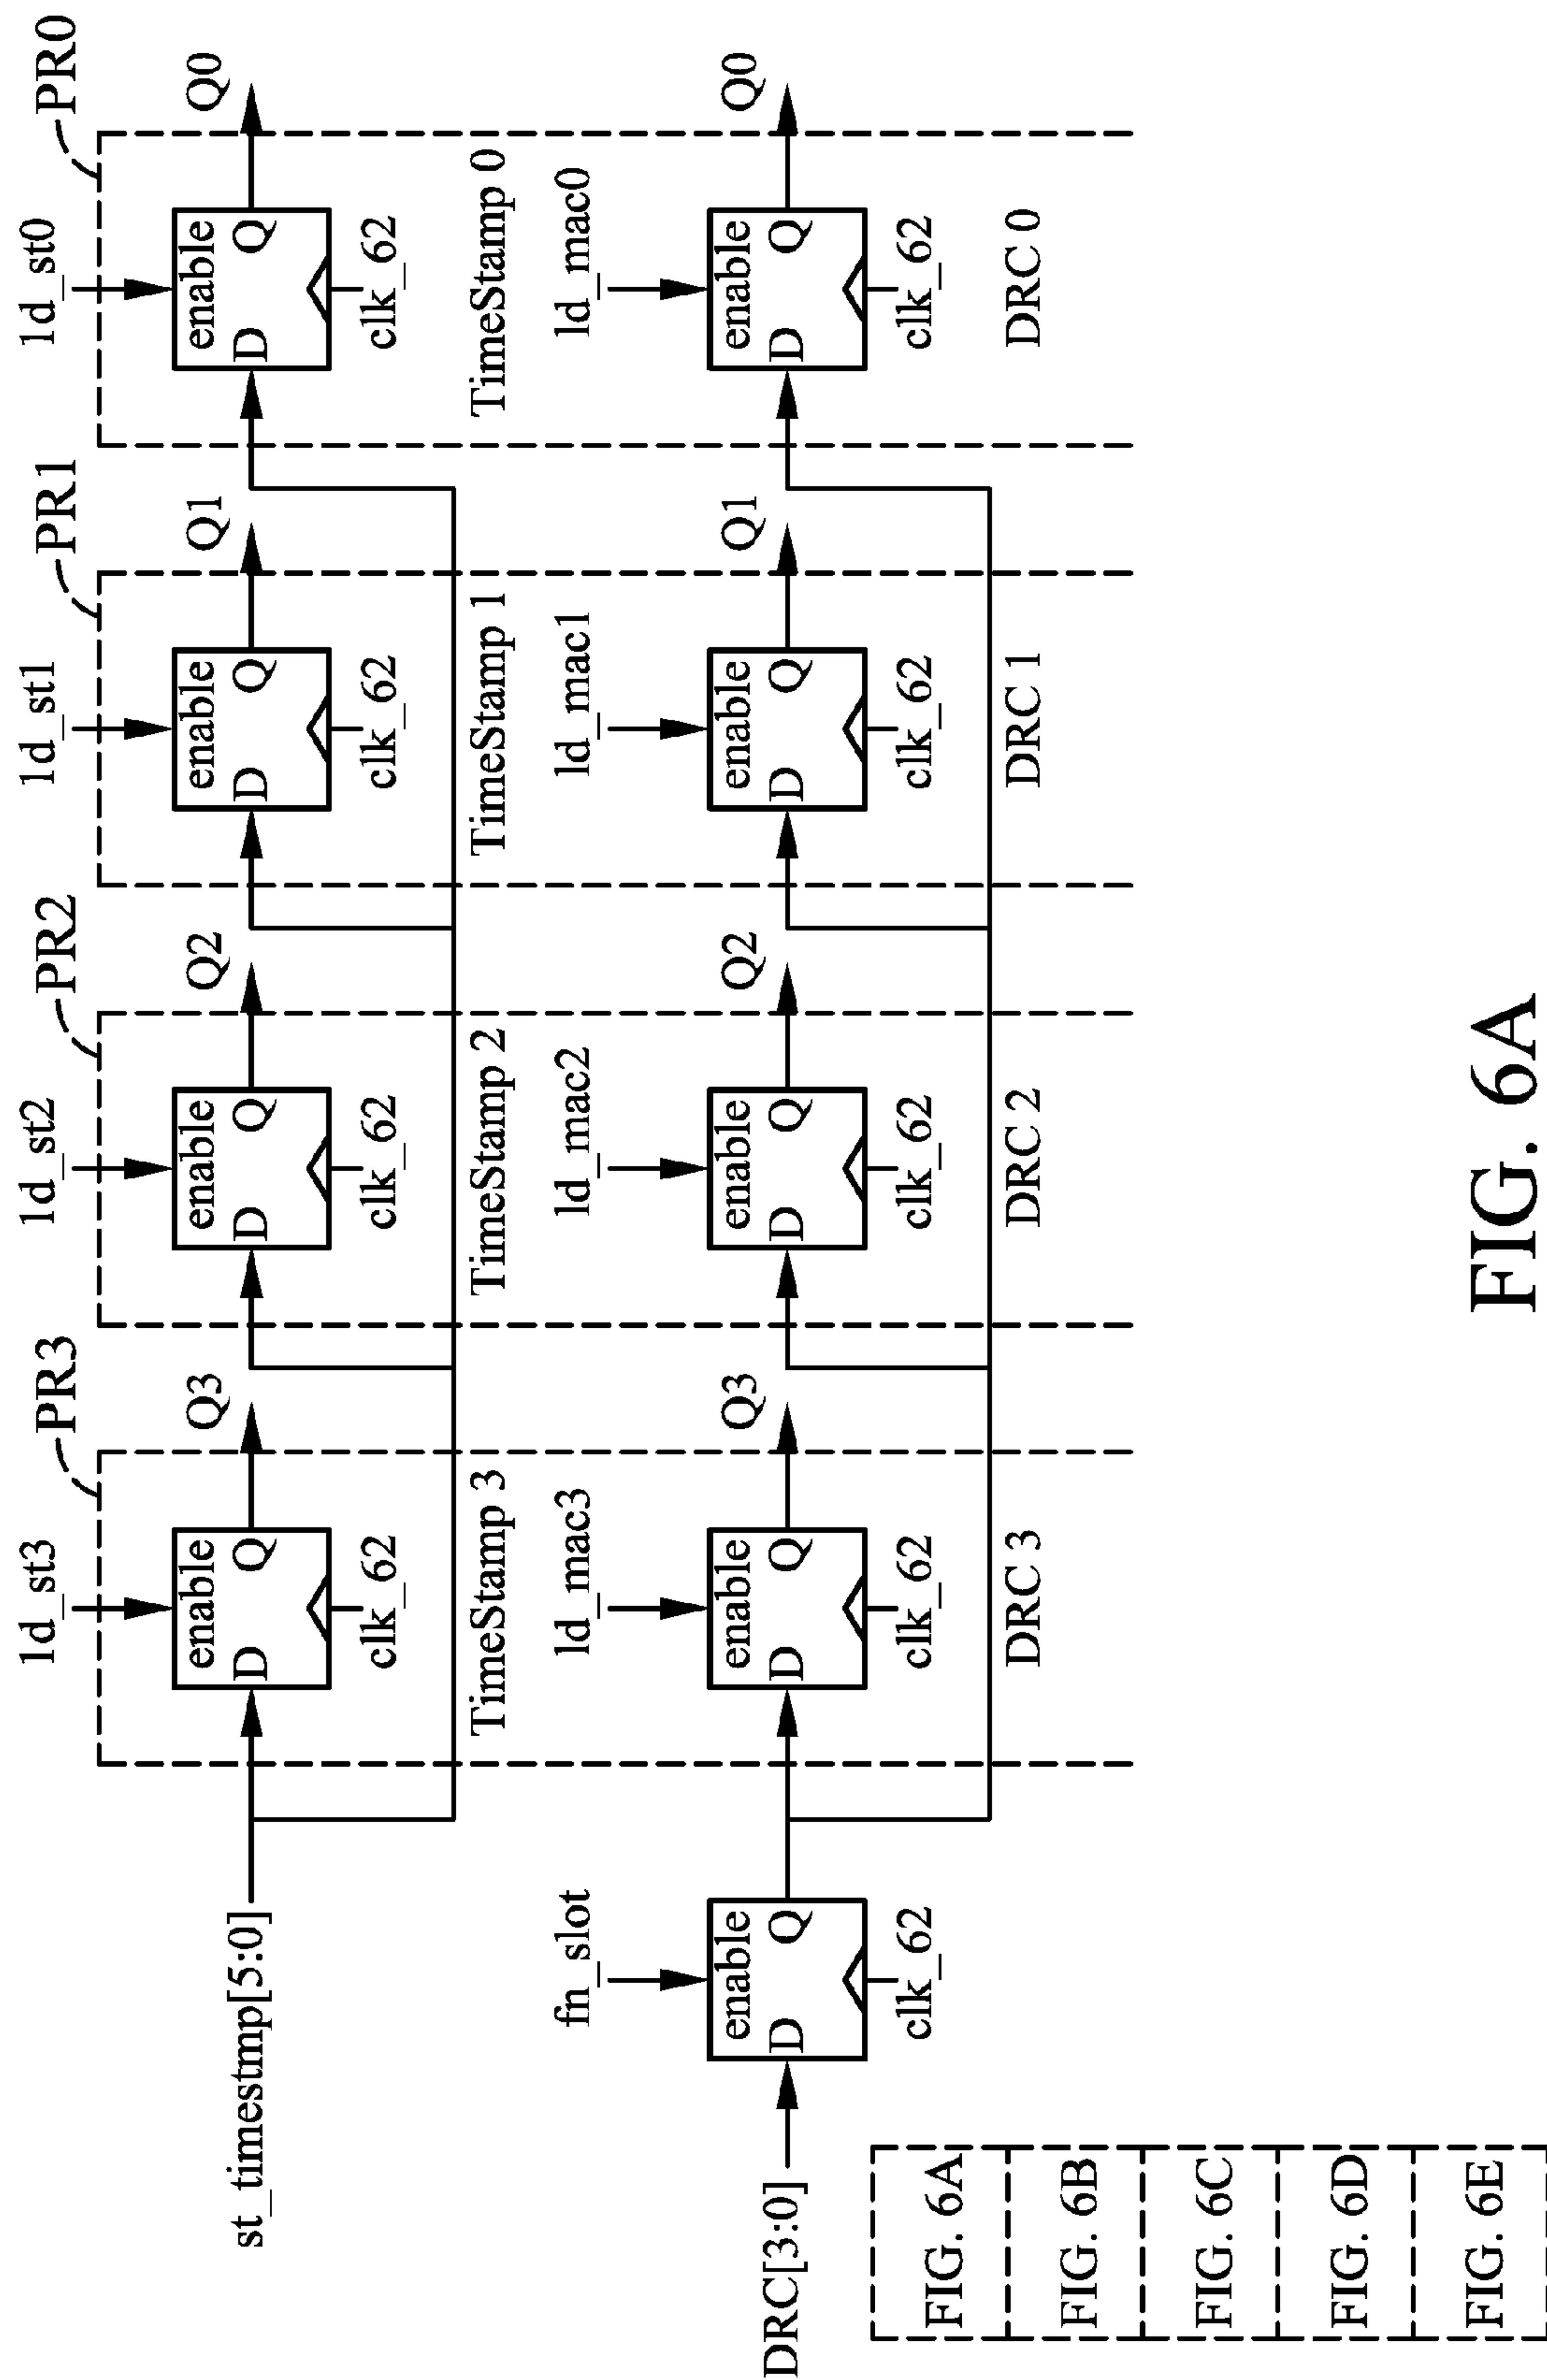 PR3
PR2
PR1
PR0
1d_st3
1d_st2
1d_st1
1d_st0
st_timestmp[5:0]
enable
D
Q
clk_62
Q3
enable
D
Q
clk_62
Q2
enable
D
Q
clk_62
Q1
enable
D
Q
clk_62
Q0
TimeStamp 3
TimeStamp 2
TimeStamp 1
TimeStamp 0
fn_slot
ld_mac3
ld_mac2
ld_mac1
ld_mac0
DRC[3:0]
enable
D
Q
clk_62
enable
D
Q
clk_62
Q3
enable
D
Q
clk_62
Q2
enable
D
Q
clk_62
Q1
enable
D
Q
clk_62
Q0
DRC 3
DRC 2
DRC 1
DRC 0
FIG. 6A
FIG. 6B
FIG. 6C
FIG. 6D
FIG. 6E
FIG. 6A